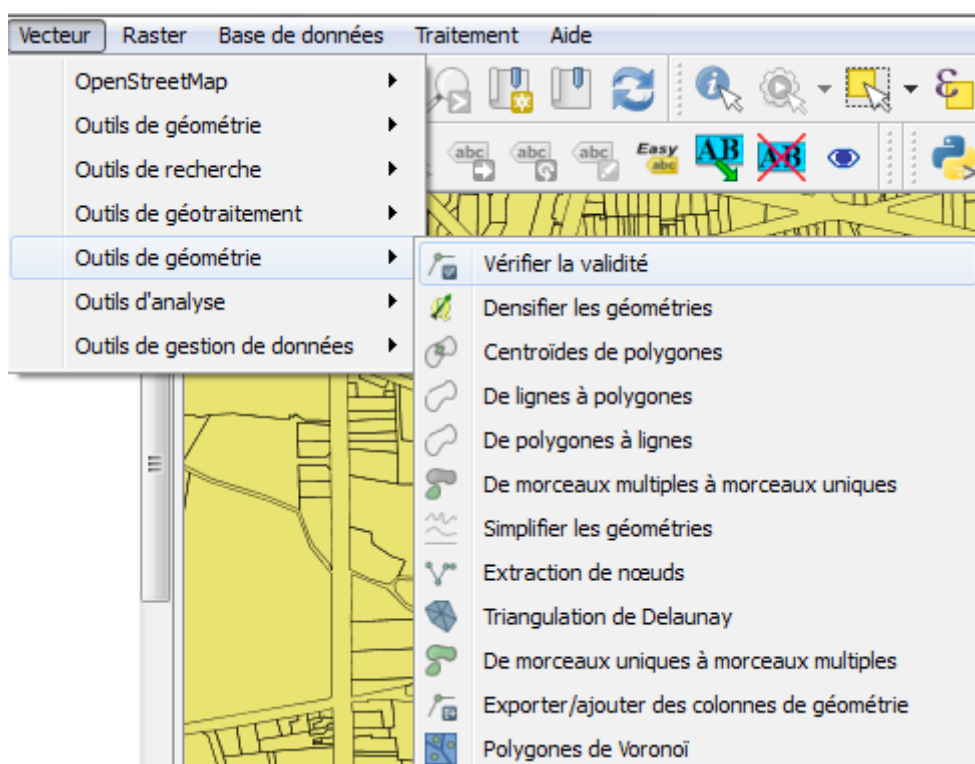 Vecteur Raster Base de données Traitement Aide
OpenStreetMap
Outils de géométrie
Outils de recherche
Outils de géotraitement
Outils de géométrie
Outils d'analyse
Outils de gestion de données
abc abc abc Easy abc AB AB
ε
Vérifier la validité
Densifier les géométries
Centroïdes de polygones
De lignes à polygones
De polygones à lignes
De morceaux multiples à morceaux uniques
Simplifier les géométries
Extraction de nœuds
Triangulation de Delaunay
De morceaux uniques à morceaux multiples
Exporter/ajouter des colonnes de géométrie
Polygones de Voronoï